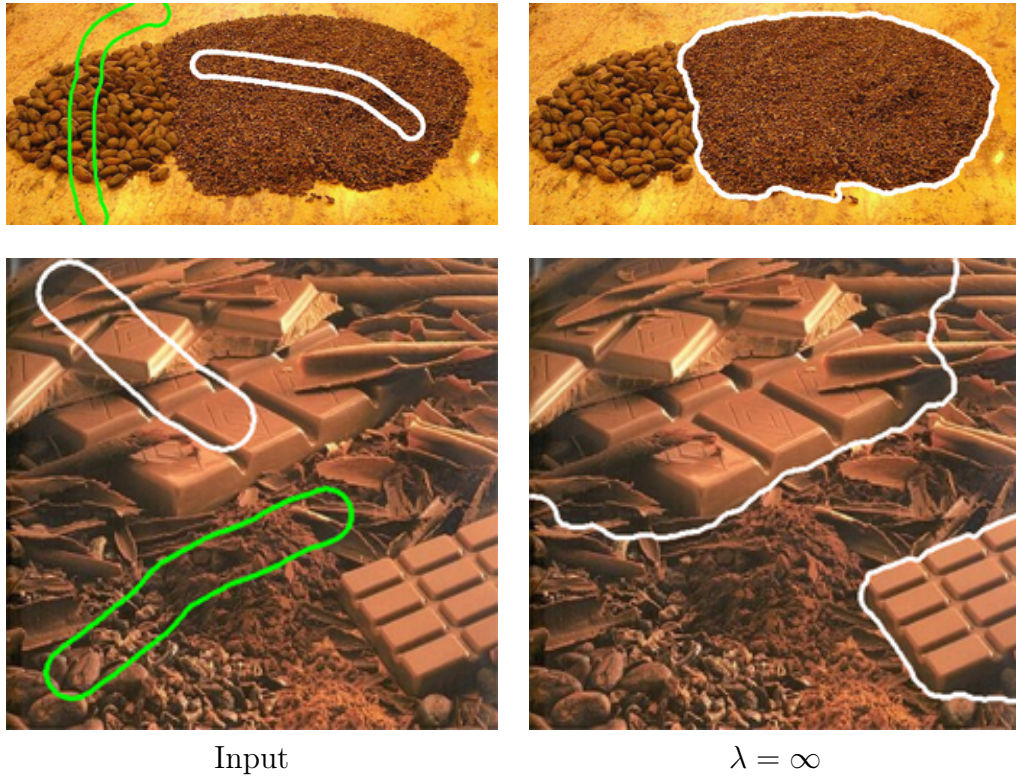 Input
λ = ∞